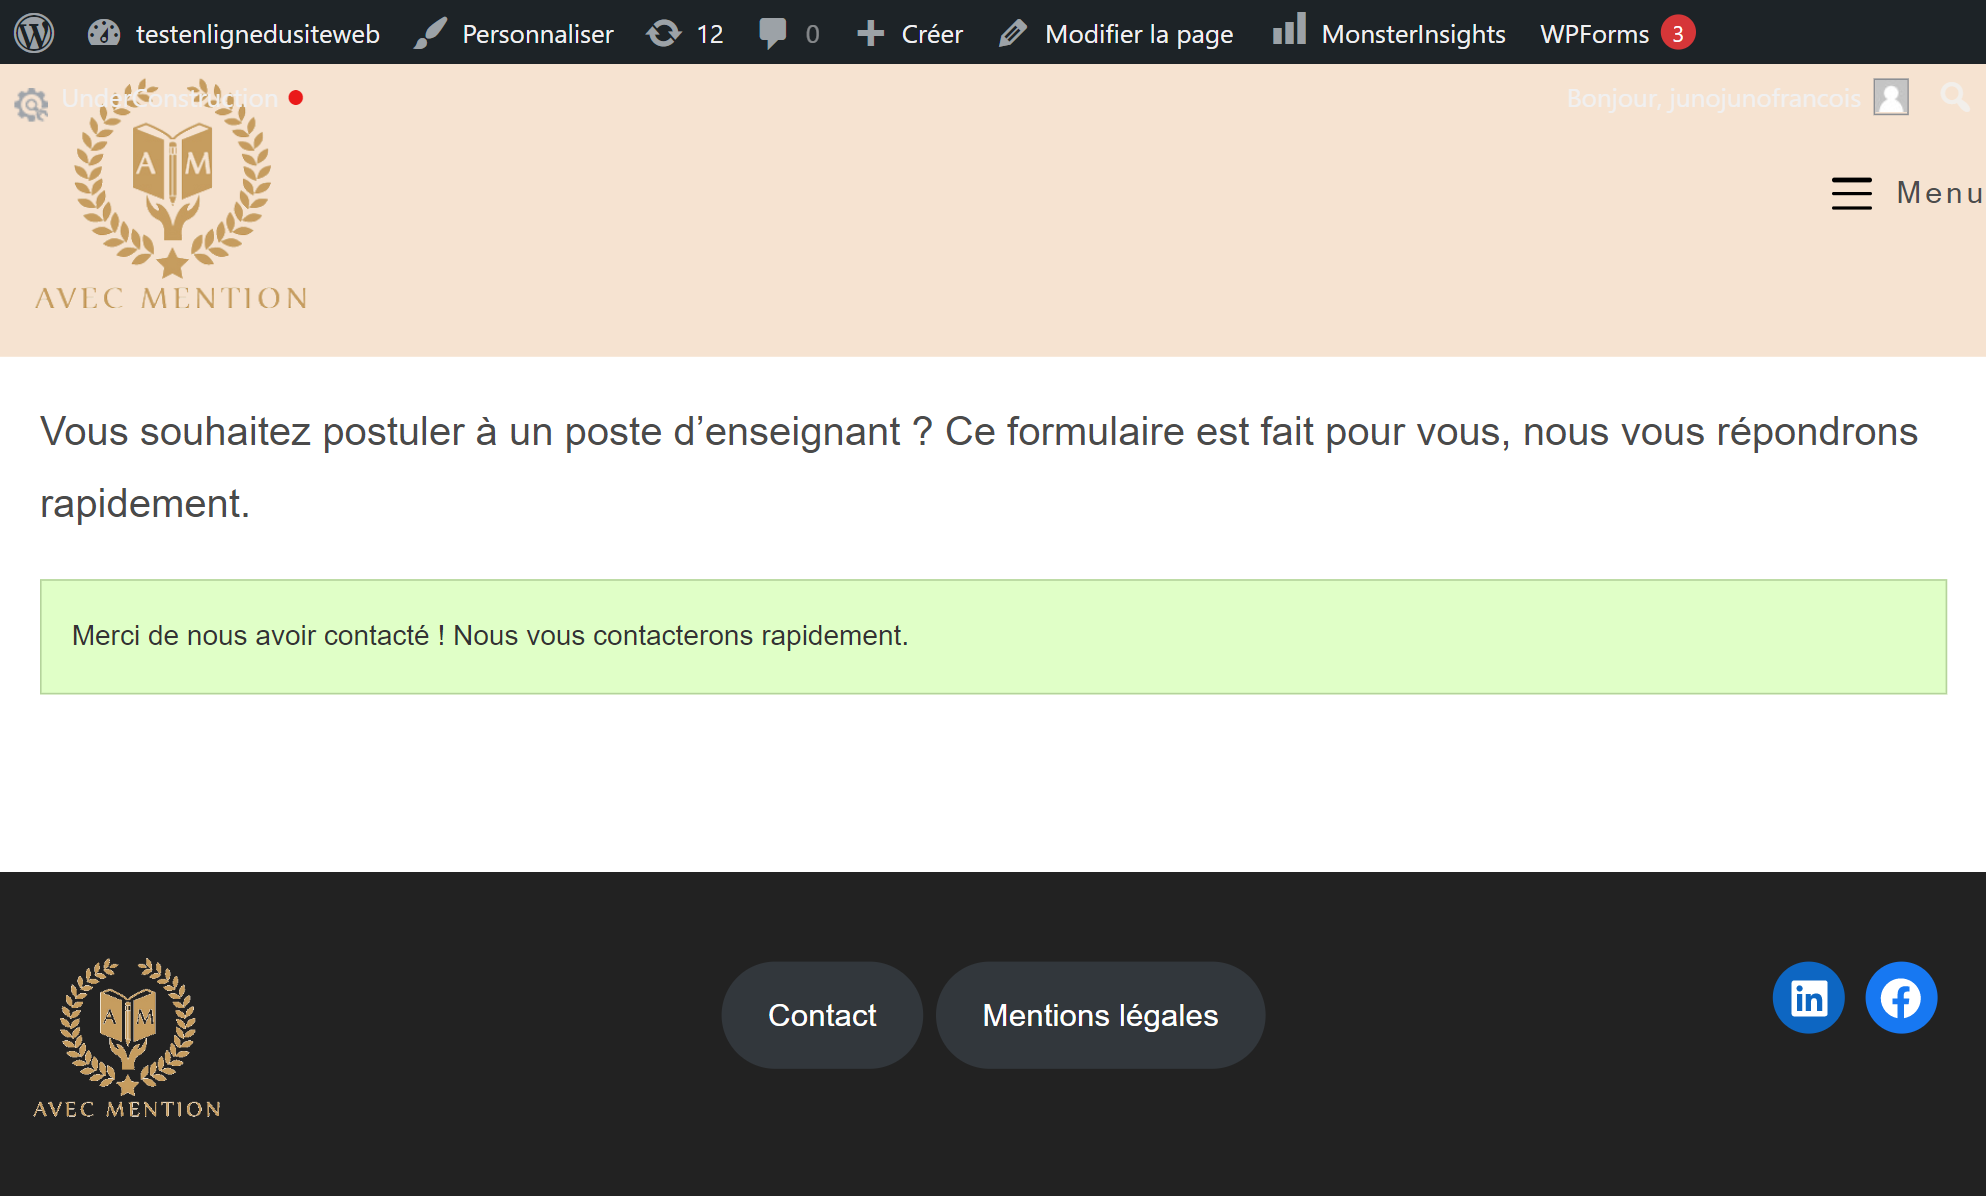 testenlignedusiteweb Personnaliser 12 0 Créer Modifier la page MonsterInsights WPForms 3
UnderConstruction Bonjour, junojunofrancois
A M
AVEC MENTION
Menu
Vous souhaitez postuler à un poste d’enseignant ? Ce formulaire est fait pour vous, nous vous répondrons
rapidement.
Merci de nous avoir contacté ! Nous vous contacterons rapidement.
A M
AVEC MENTION
Contact Mentions légales